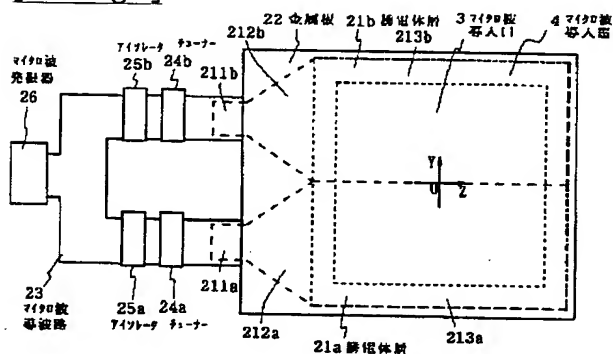 22 金属板
21b 誘電体質
3 マイクロ波導入口
4 マイクロ波導入窓
212b
213b
アイソレータ
チューナー
25b
24b
211b
マイクロ波
発振器
26
Y
O
Z
23
マイクロ波
導波路
25a
24a
アイソレータ
チューナー
211a
212a
21a 誘電体質
213a